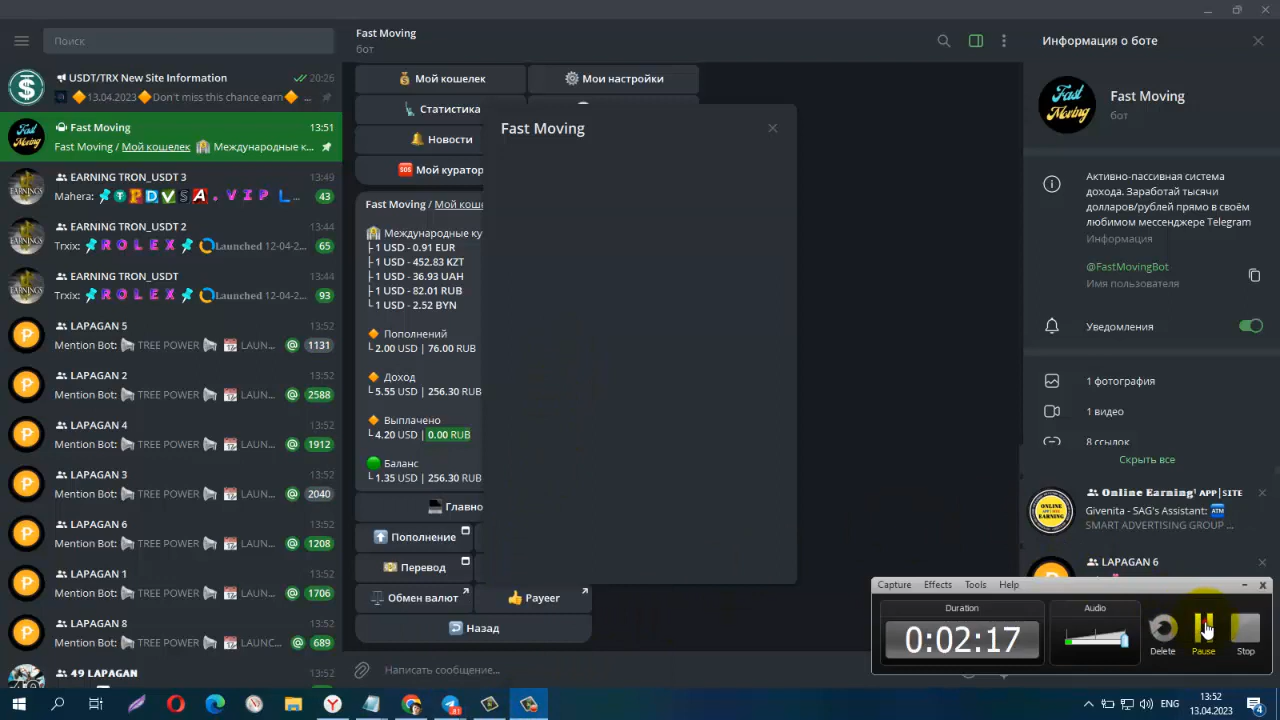 Поиск
USDT/TRX New Site Information
20:26
13.04.2023 Don't miss this chance earn ...
Fast Moving
13:51
Fast Moving / Мой кошелек Международные к...
EARNING TRON_USDT 3
13:49
Mahera: T P D V S A . V I P L...
43
EARNING TRON_USDT 2
13:44
Trxix: R O L E X Launched 12-04-2...
65
EARNING TRON_USDT
13:44
Trxix: R O L E X Launched 12-04-2...
93
LAPAGAN 5
13:52
Mention Bot: TREE POWER LAUN...
@ 1131
LAPAGAN 2
13:52
Mention Bot: TREE POWER LAUN...
@ 2588
LAPAGAN 4
13:52
Mention Bot: TREE POWER LAUN...
@ 1912
LAPAGAN 3
13:52
Mention Bot: TREE POWER LAUN...
@ 2040
LAPAGAN 6
13:52
Mention Bot: TREE POWER LAUN...
@ 1208
LAPAGAN 1
13:52
Mention Bot: TREE POWER LAUN...
@ 1706
LAPAGAN 8
13:52
Mention Bot: TREE POWER LAUNC...
@ 689
49 LAPAGAN
13:52
Fast Moving
бот
Мой кошелек
Мои настройки
Статистика
Новости
Мой куратор
Fast Moving / Мой коше
Международные ку
1 USD - 0.91 EUR
1 USD - 452.83 KZT
1 USD - 36.93 UAH
1 USD - 82.01 RUB
1 USD - 2.52 BYN
Пополнений
2.00 USD | 76.00 RUB
Доход
5.55 USD | 256.30 RUB
Выплачено
4.20 USD | 0.00 RUB
Баланс
1.35 USD | 256.30 RUB
Главно
Пополнение
Перевод
Обмен валют
Payeer
Назад
Написать сообщение...
Fast Moving
Информация о боте
Fast Moving
бот
Активно-пассивная система
дохода. Заработай тысячи
долларов/рублей прямо в своём
любимом мессенджере Telegram
Информация
@FastMovingBot
Имя пользователя
Уведомления
1 фотография
1 видео
8 ссылок
Скрыть все
Online Earning' APP|SITE
Givenita - SAG's Assistant:
SMART ADVERTISING GROUP ...
LAPAGAN 6
Capture Effects Tools Help
Duration
0:02:17
Audio
Delete
Pause
Stop
ENG
13:52
13.04.2023
4